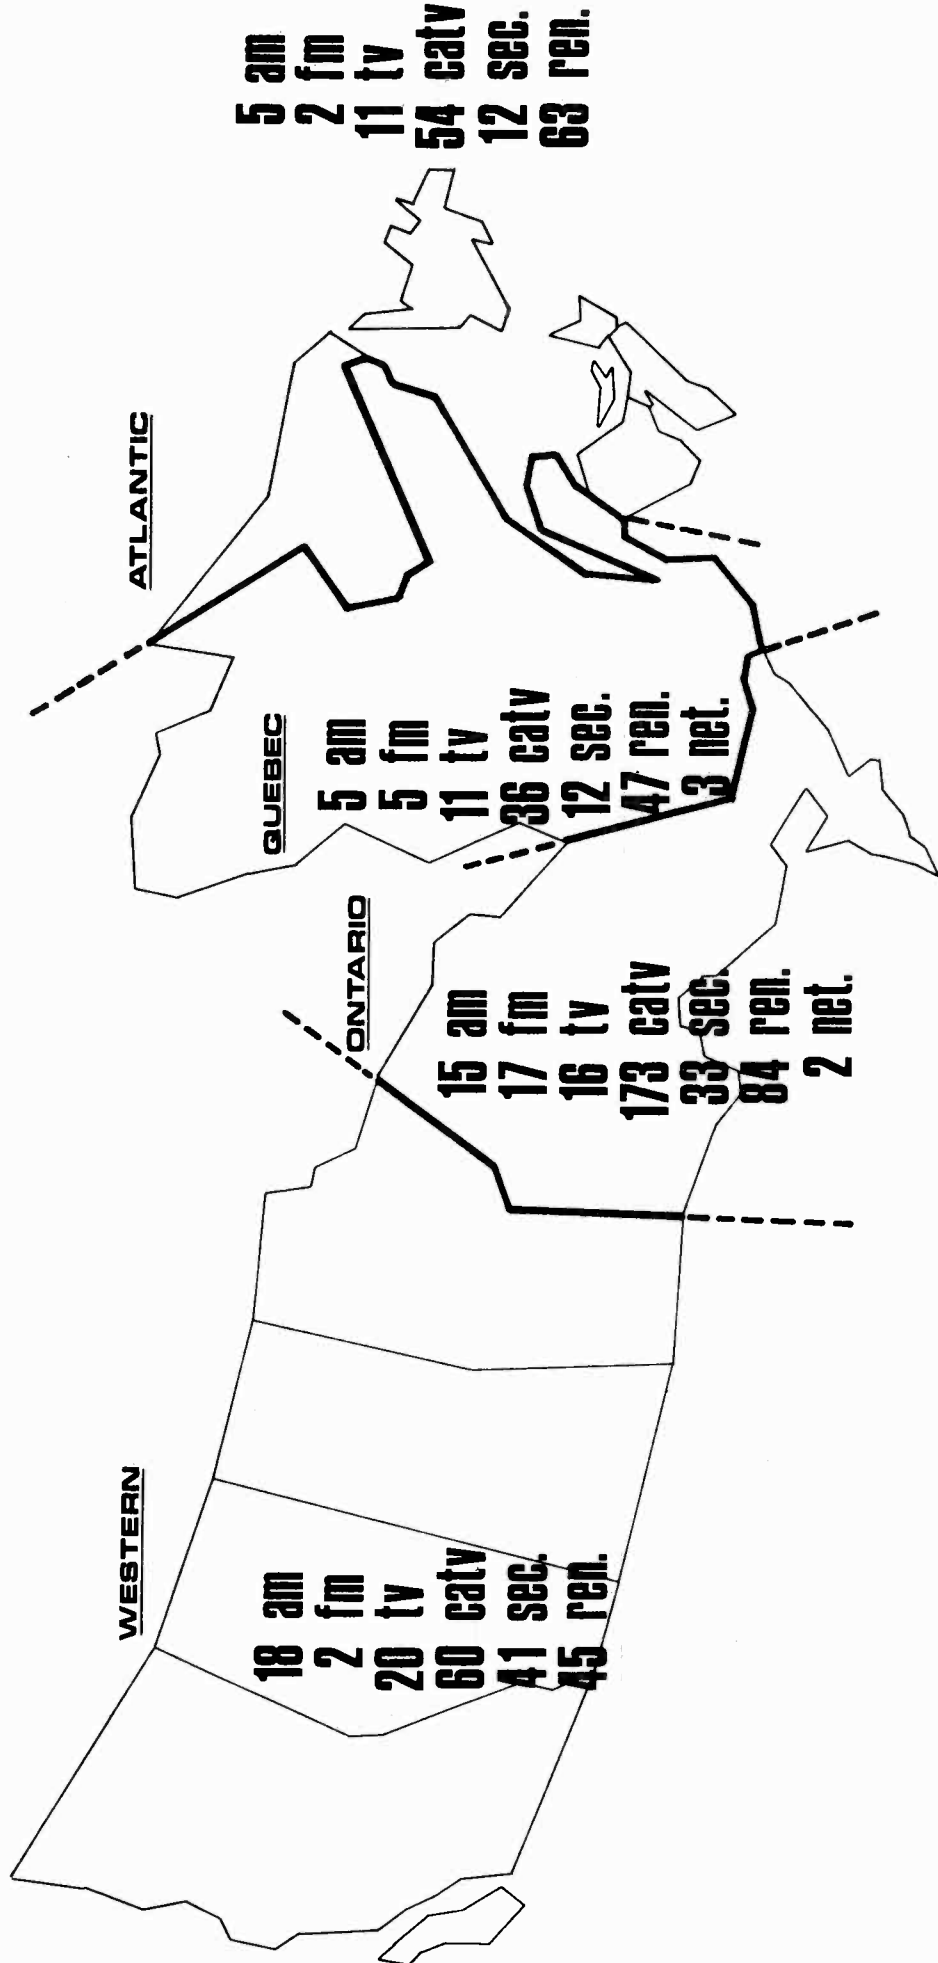 WESTERN
18 am
2 fm
20 tv
60 catv
41 sec.
45 ren.
ONTARIO
15 am
17 fm
16 tv
173 catv
33 sec.
84 ren.
2 net.
QUEBEC
5 am
5 fm
11 tv
36 catv
12 sec.
47 ren.
3 net.
ATLANTIC
5 am
2 fm
11 tv
54 catv
12 sec.
63 ren.